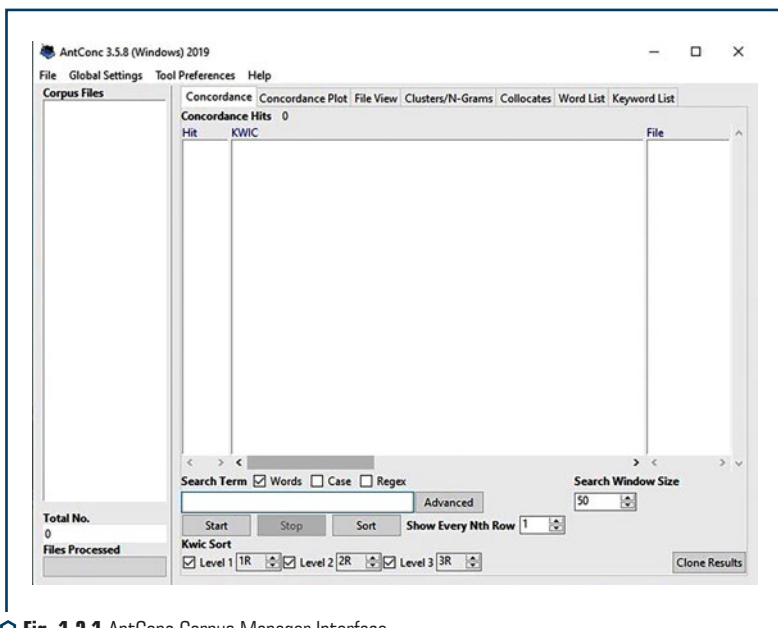 AntConc 3.5.8 (Windows) 2019
File Global Settings Tool Preferences Help
Corpus Files
Concordance Concordance Plot File View Clusters/N-Grams Collocates Word List Keyword List
Concordance Hits 0
Hit KWIC File
Search Term Words Case Regex Search Window Size
Advanced 50
Total No.
0
Start Stop Sort Show Every Nth Row 1
Files Processed
Kwic Sort
Level 1 1R Level 2 2R Level 3 3R Clone Results
Fig. 1.2.1 AntConc Corpus Manager Interface